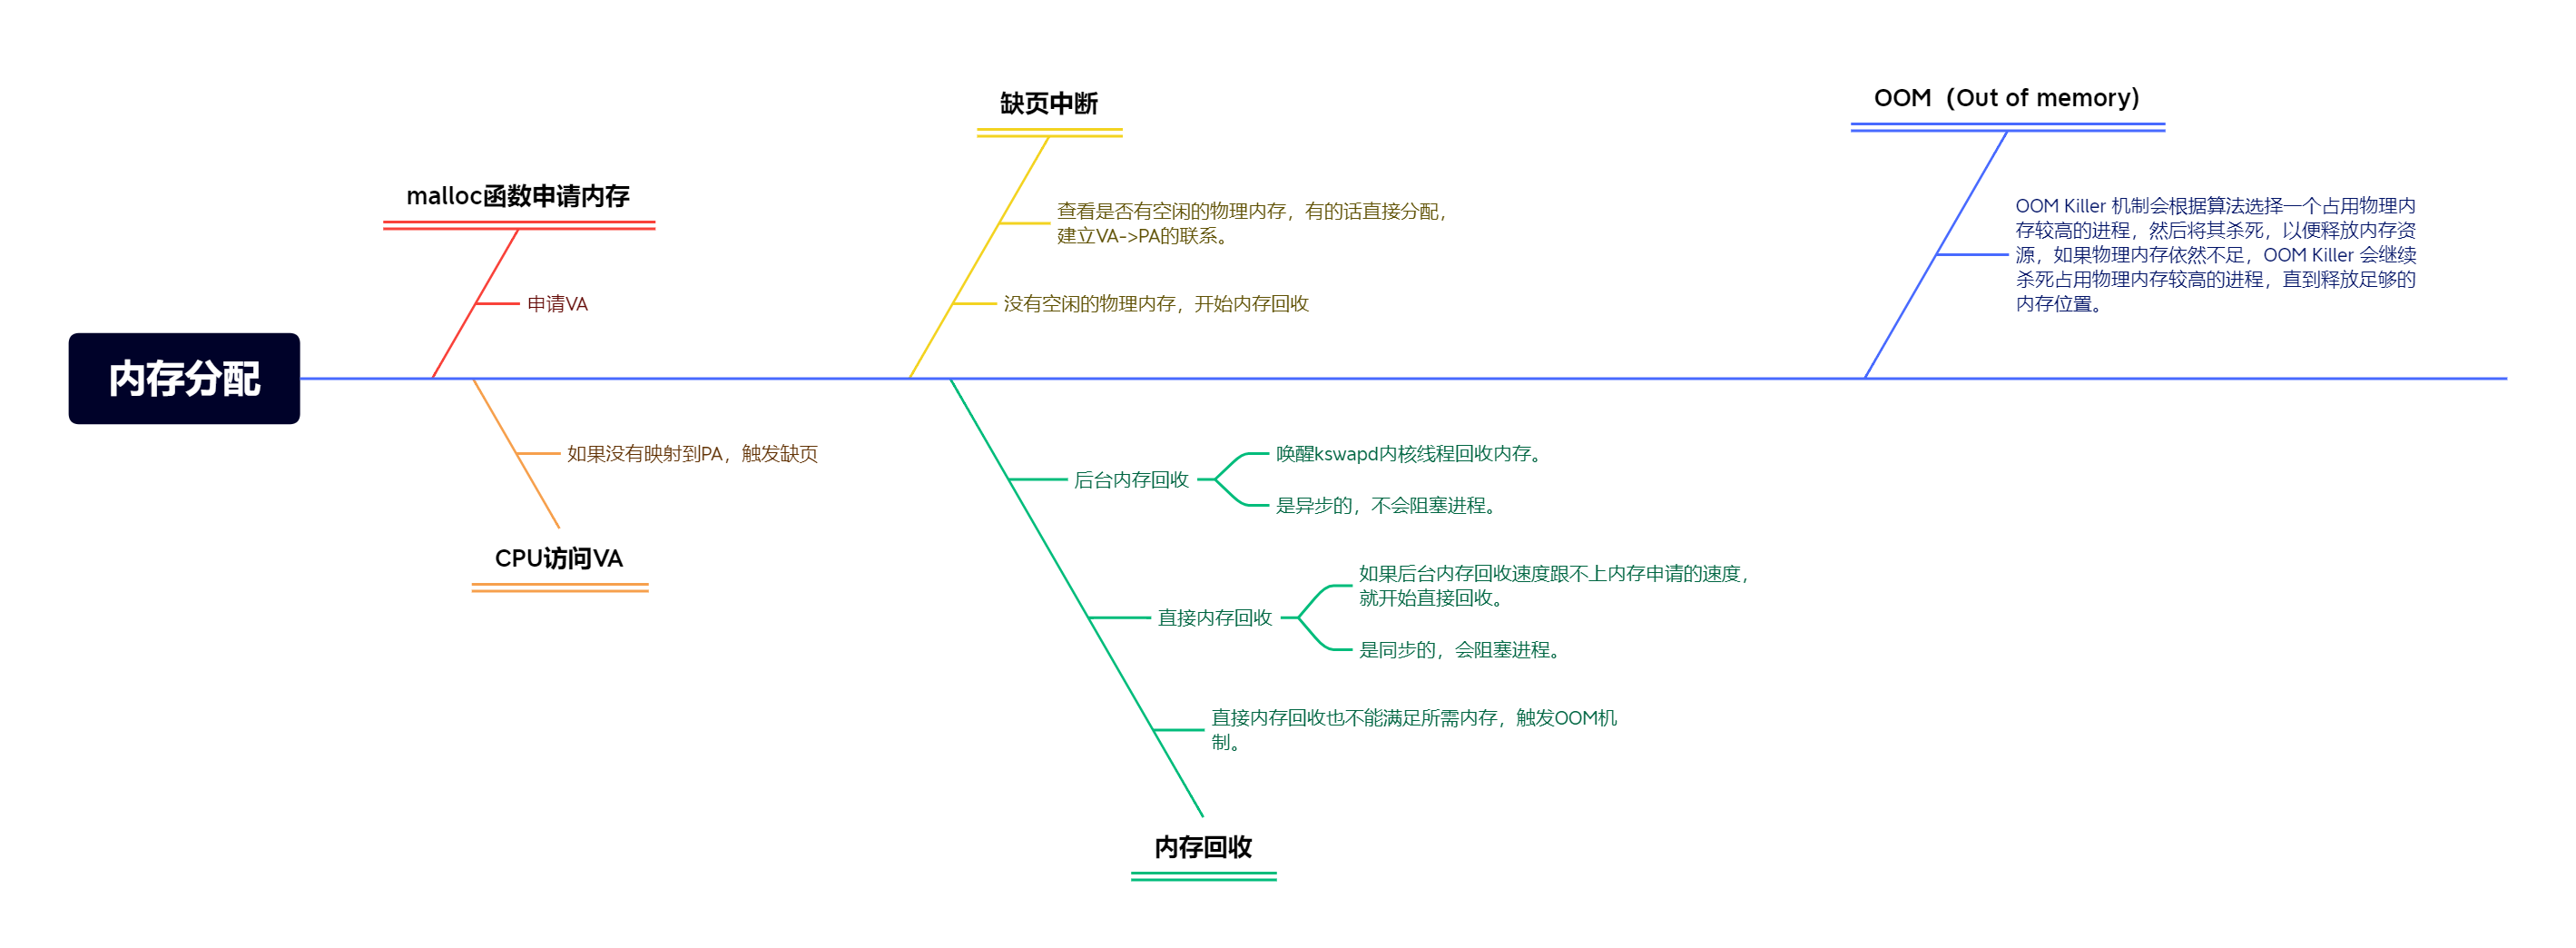 内存分配
malloc函数申请内存
申请VA
如果没有映射到PA，触发缺页
CPU访问VA
缺页中断
查看是否有空闲的物理内存，有的话直接分配，
建立VA->PA的联系。
没有空闲的物理内存，开始内存回收
后台内存回收
唤醒kswapd内核线程回收内存。
是异步的，不会阻塞进程。
直接内存回收
如果后台内存回收速度跟不上内存申请的速度，
就开始直接回收。
是同步的，会阻塞进程。
直接内存回收也不能满足所需内存，触发OOM机
制。
内存回收
OOM（Out of memory)
OOM Killer 机制会根据算法选择一个占用物理内
存较高的进程，然后将其杀死，以便释放内存资
源，如果物理内存依然不足，OOM Killer 会继续
杀死占用物理内存较高的进程，直到释放足够的
内存位置。